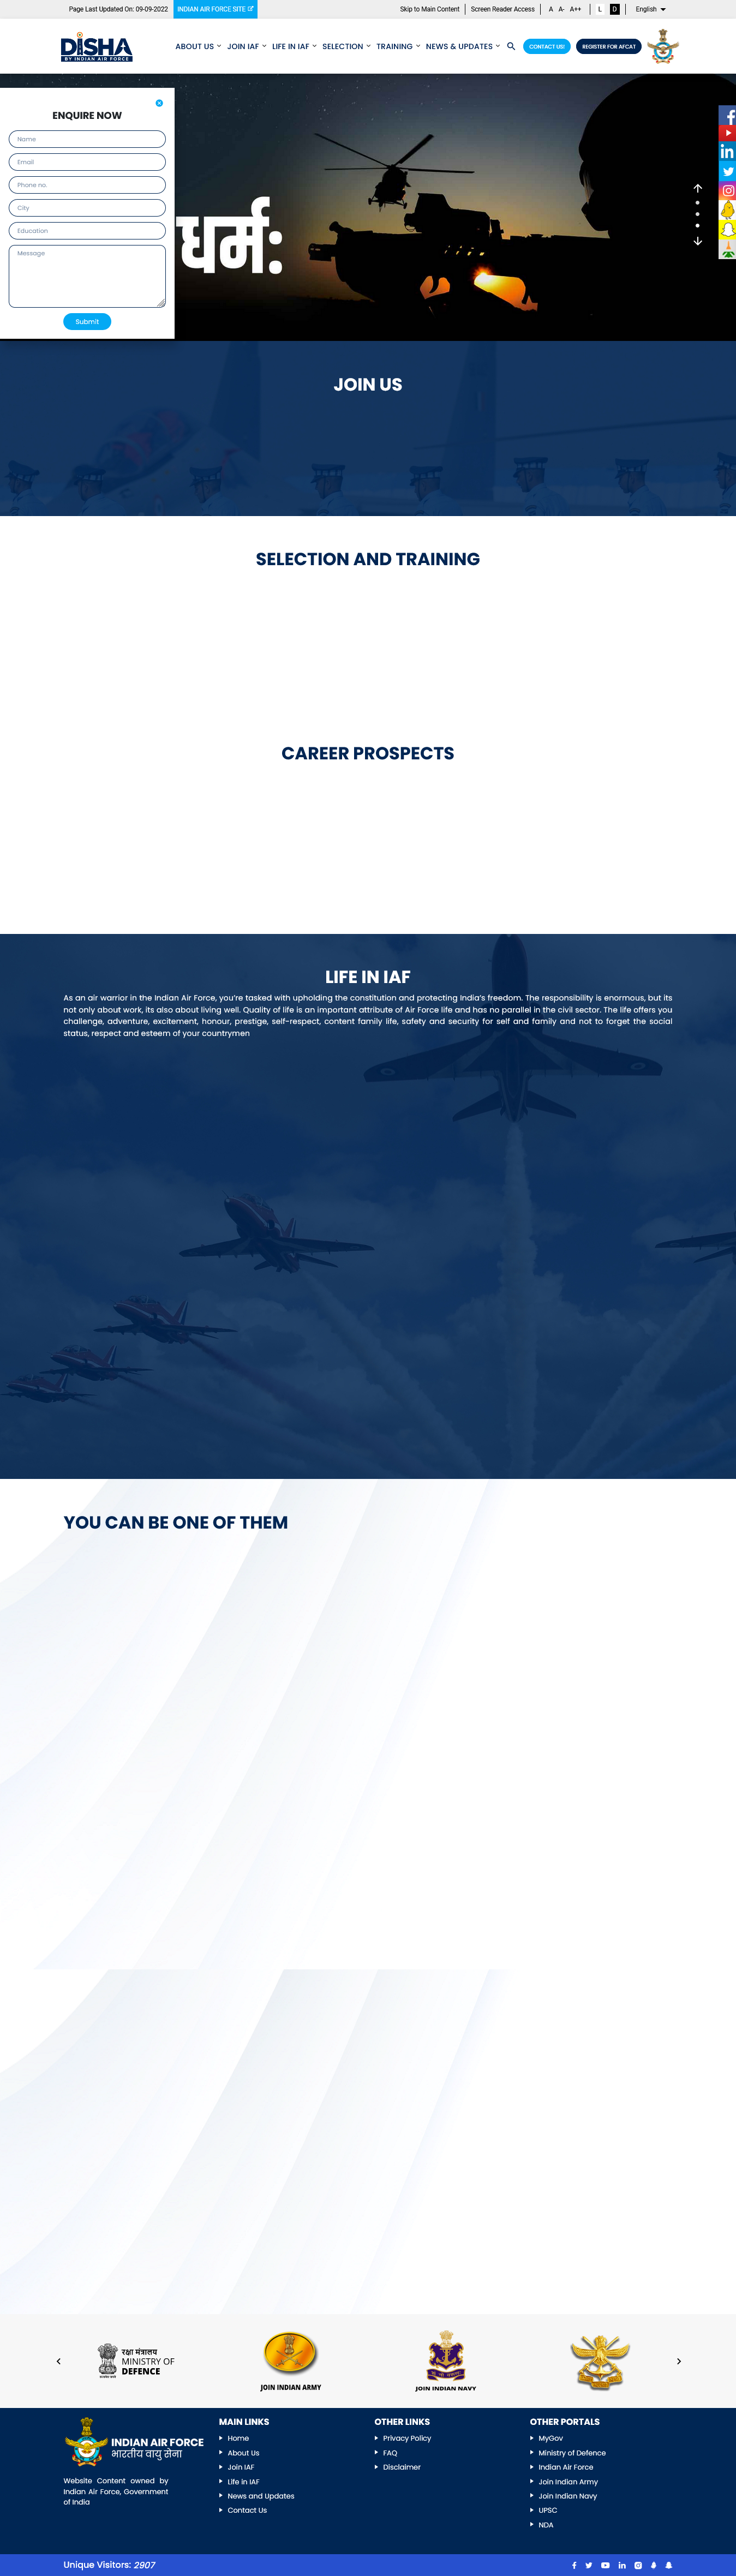 Page Last Updated On: 09-09-2022
INDIAN AIR FORCE SITE
Skip to Main Content
Screen Reader Access
A A- A++
L D
English
DISHA
BY INDIAN AIR FORCE
ABOUT US
JOIN IAF
LIFE IN IAF
SELECTION
TRAINING
NEWS & UPDATES
CONTACT US!
REGISTER FOR AFCAT
ENQUIRE NOW
Name
Email
Phone no.
City
Education
Message
Submit
धर्म:
JOIN US
SELECTION AND TRAINING
CAREER PROSPECTS
LIFE IN IAF
As an air warrior in the Indian Air Force, you're tasked with upholding the constitution and protecting India's freedom. The responsibility is enormous, but its
not only about work, its also about living well. Quality of life is an important attribute of Air Force life and has no parallel in the civil sector. The life offers you
challenge, adventure, excitement, honour, prestige, self-respect, content family life, safety and security for self and family and not to forget the social
status, respect and esteem of your countrymen
YOU CAN BE ONE OF THEM
रक्षा मंत्रालय
MINISTRY OF
DEFENCE
JOIN INDIAN ARMY
JOIN INDIAN NAVY
INDIAN AIR FORCE
भारतीय वायु सेना
Website Content owned by
Indian Air Force, Government
of India
MAIN LINKS
Home
About Us
Join IAF
Life in IAF
News and Updates
Contact Us
OTHER LINKS
Privacy Policy
FAQ
Disclaimer
OTHER PORTALS
MyGov
Ministry of Defence
Indian Air Force
Join Indian Army
Join Indian Navy
UPSC
NDA
Unique Visitors: 2907